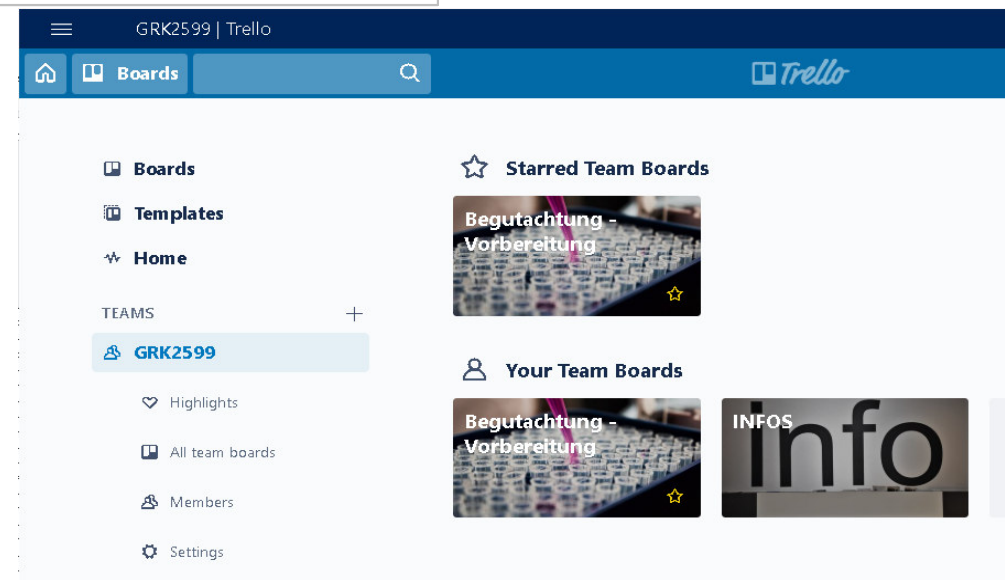 GRK2599 | Trello
Boards
Trello
Boards
Templates
Home
TEAMS
GRK2599
Highlights
All team boards
Members
Settings
Starred Team Boards
Begutachtung -
Vorbereitung
Your Team Boards
Begutachtung -
Vorbereitung
INFOS
info